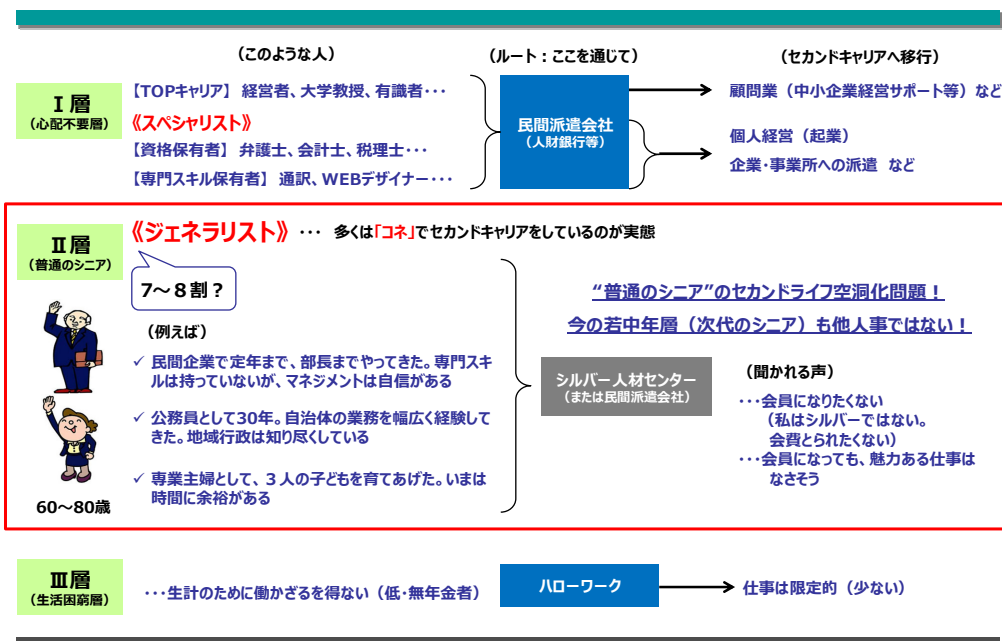 （このような人）
（ルート：ここを通じて）
（セカンドキャリアへ移行）
Ⅰ層
（心配不要層）
【TOPキャリア】 経営者、大学教授、有識者･･･
《スペシャリスト》
【資格保有者】 弁護士、会計士、税理士･･･
【専門スキル保有者】 通訳、WEBデザイナー･･･
民間派遣会社
（人財銀行等）
顧問業（中小企業経営サポート等）など
個人経営（起業）
企業･事業所への派遣 など
Ⅱ層
（普通のシニア）
《ジェネラリスト》 ･･･ 多くは｢コネ｣でセカンドキャリアをしているのが実態
7～8割？
（例えば）
✓ 民間企業で定年まで、部長までやってきた。専門スキ
ルは持っていないが、マネジメントは自信がある
✓ 公務員として30年。自治体の業務を幅広く経験して
きた。地域行政は知り尽くしている
✓ 専業主婦として、３人の子どもを育てあげた。いまは
時間に余裕がある
60～80歳
シルバー人材センター
（または民間派遣会社）
“普通のシニア”のセカンドライフ空洞化問題！
今の若中年層（次代のシニア）も他人事ではない！
（聞かれる声）
･･･会員になりたくない
（私はシルバーではない。
会費とられたくない）
･･･会員になっても、魅力ある仕事は
なさそう
Ⅲ層
（生活困窮層）
･･･生計のために働かざるを得ない（低･無年金者）
ハローワーク
仕事は限定的（少ない）